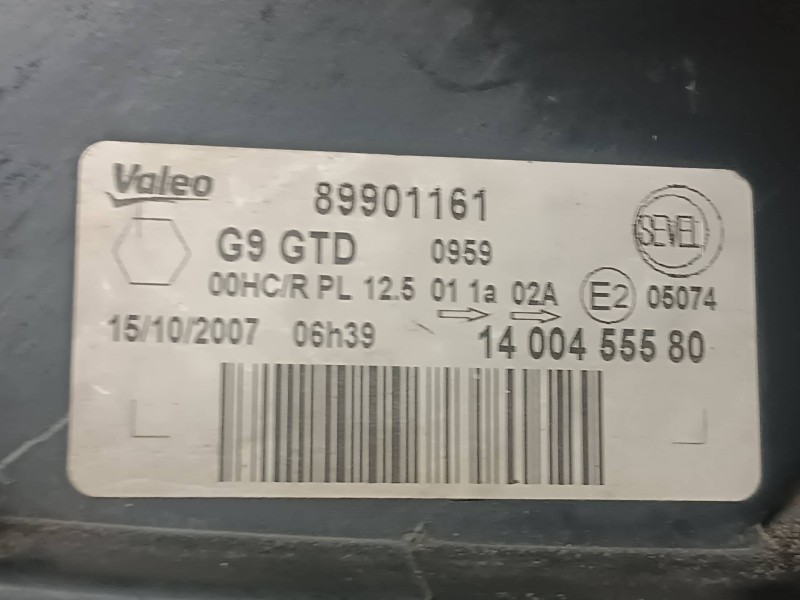 Valeo
89901161
SEVEL
G9 GTD 0959
00HC/R PL 12.5 01 1a 02A E2 05074
15/10/2007 06h39 14 004 555 80